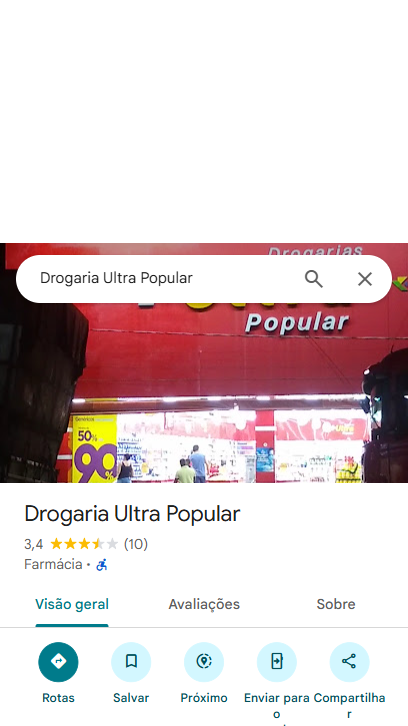 Drogarias
Drogaria Ultra Popular
Popular
50%
90%
Drogaria Ultra Popular
3,4 (10)
Farmácia ·
Visão geral Avaliações Sobre
Rotas Salvar Próximo Enviar para Compartilha
o r